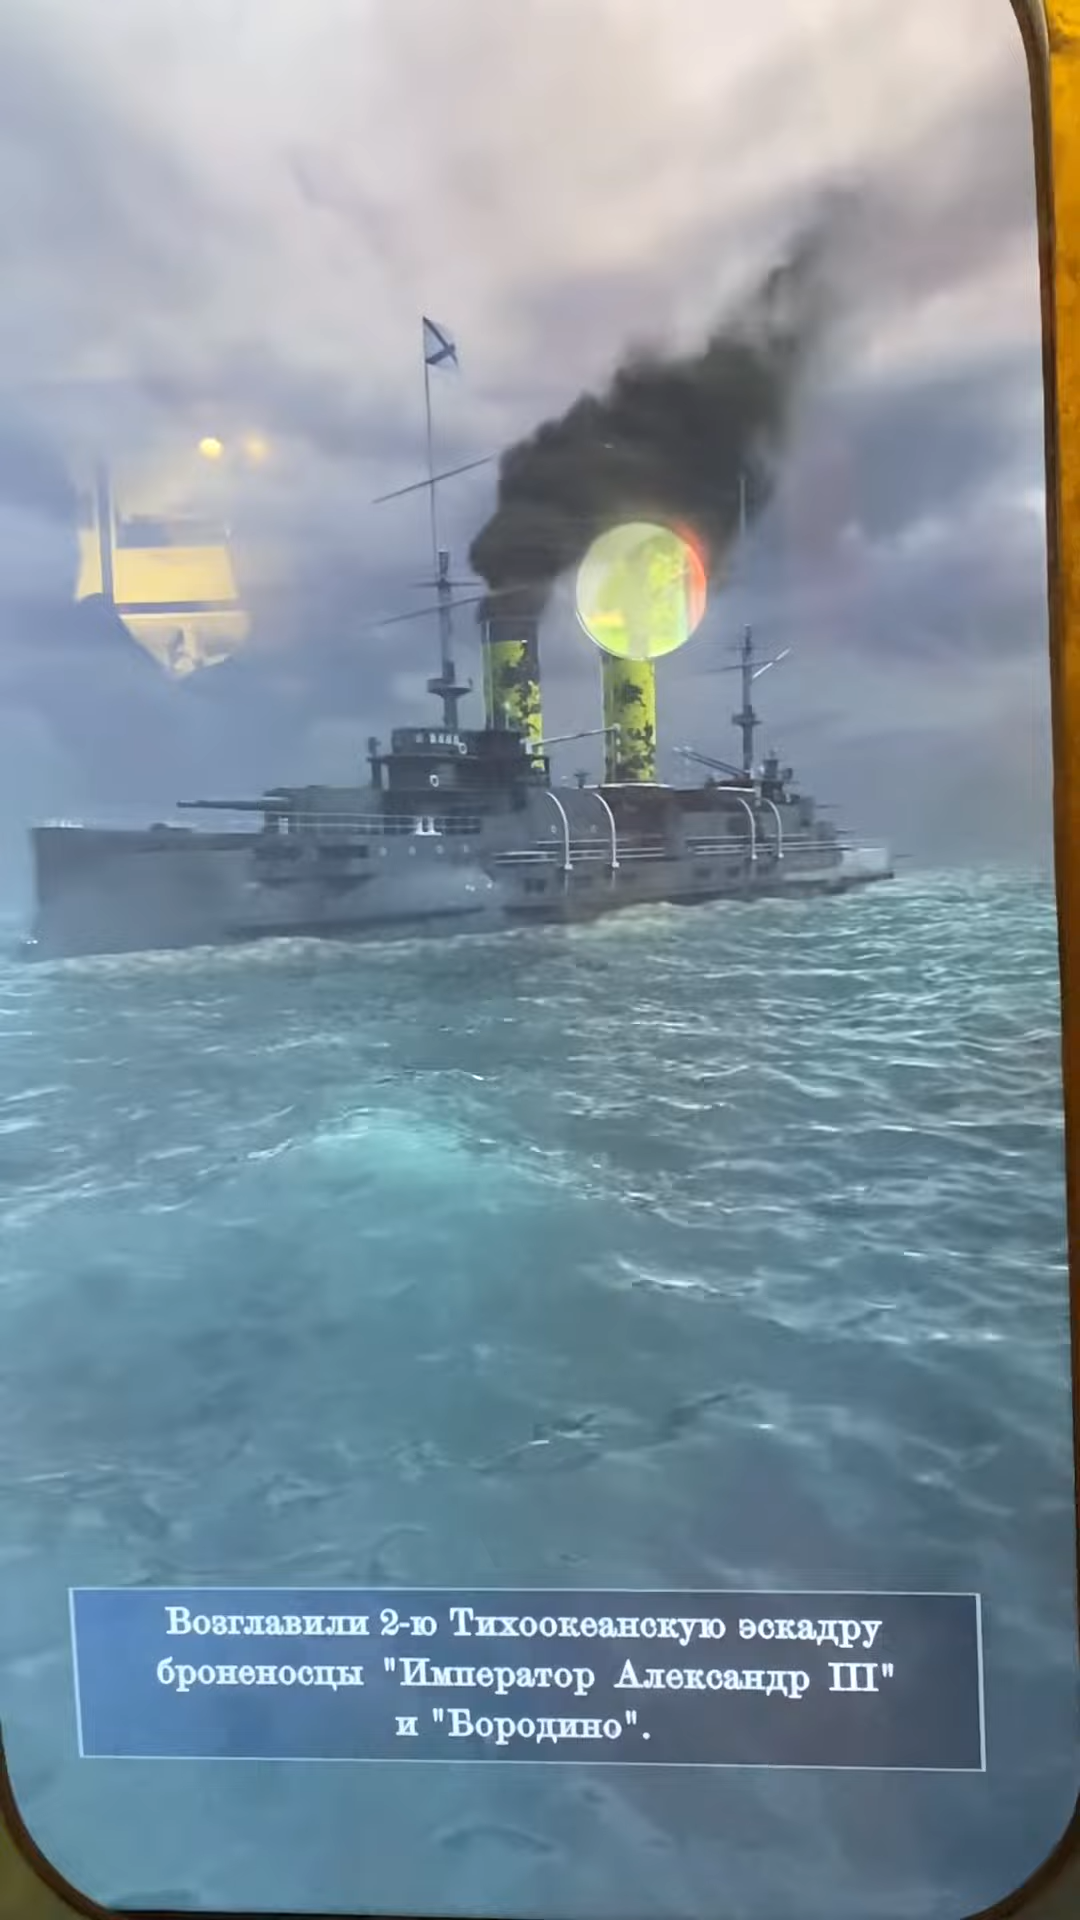 Возглавили 2-ю Тихоокеанскую эскадру
броненосцы "Император Александр III"
и "Бородино".